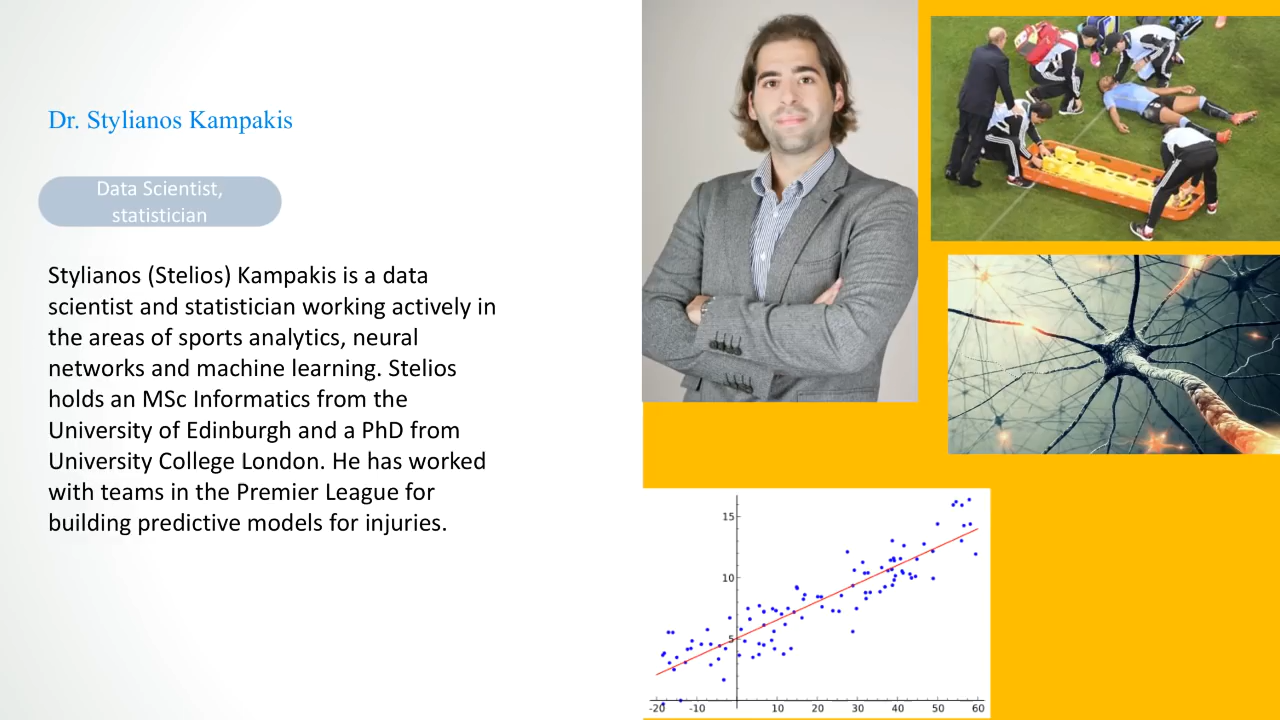 Dr. Stylianos Kampakis
Data Scientist,
statistician
Stylianos (Stelios) Kampakis is a data
scientist and statistician working actively in
the areas of sports analytics, neural
networks and machine learning. Stelios
holds an MSc Informatics from the
University of Edinburgh and a PhD from
University College London. He has worked
with teams in the Premier League for
building predictive models for injuries.
15
10
5
-20 -10 10 20 30 40 50 60